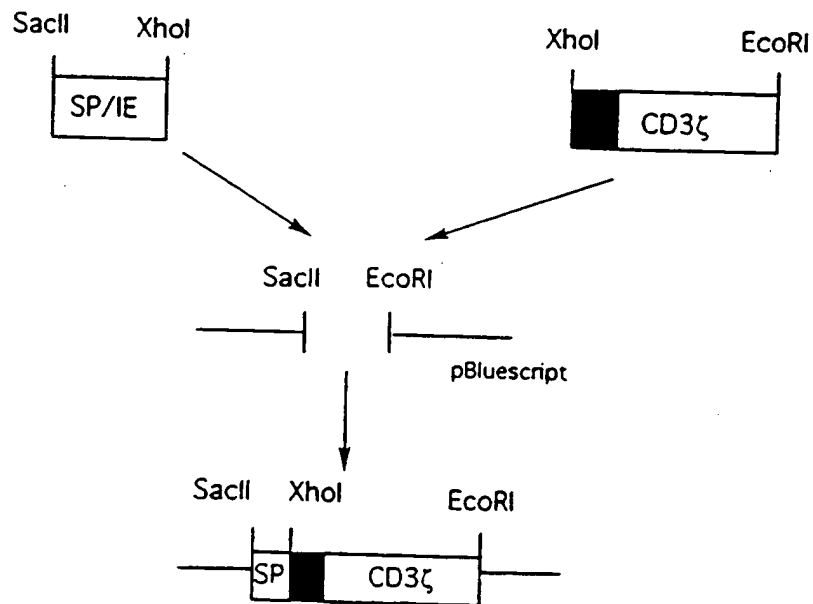 SacII XhoI
XhoI EcoRI
SP/IE
CD3ζ
SacII EcoRI
pBluescript
SacII XhoI EcoRI
SP CD3ζ